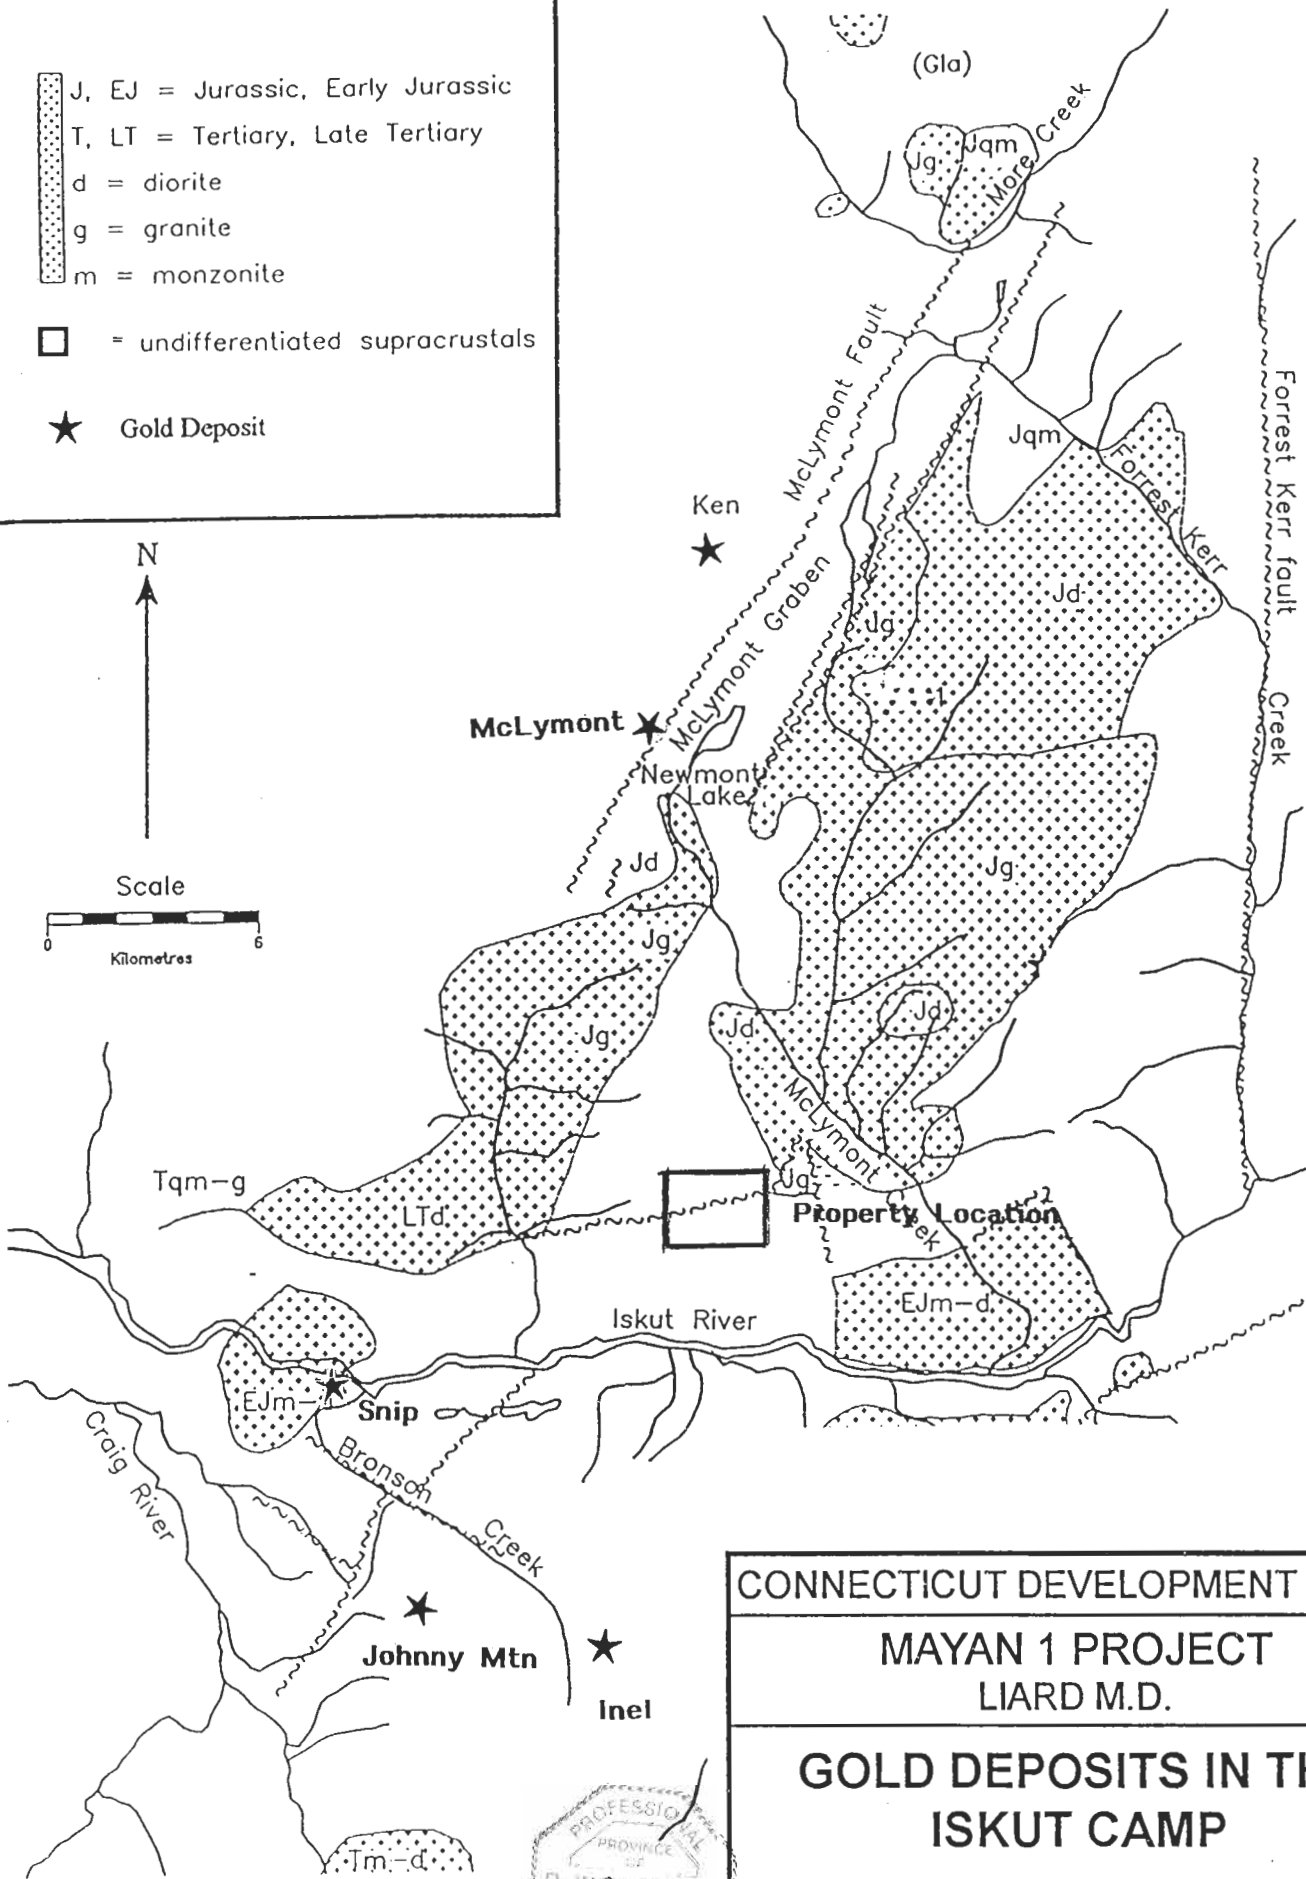 J, EJ = Jurassic, Early Jurassic
T, LT = Tertiary, Late Tertiary
d = diorite
g = granite
m = monzonite
= undifferentiated supracrustals
Gold Deposit
(Gla)
Jg
Jqm
More Creek
McLymont Fault
Jqm
Forrest Kerr
Forrest Kerr fault
Creek
N
Ken
Jd
McLymont Graben
Jg
McLymont
Newmont
Lake
Jd
Jg
Scale
0
6
Kilometres
Jg
Jg
Jd
Jd
McLymont
Tqm-g
LTd
Jg
Property Location
EJm-d
Iskut River
EJm-
Snip
Craig
River
Bronson
Creek
Johnny Mtn
Inel
Tm-d
CONNECTICUT DEVELOPMENT
MAYAN 1 PROJECT
LIARD M.D.
GOLD DEPOSITS IN
ISKUT CAMP
PROFESSIONAL
PROVINCE
OF